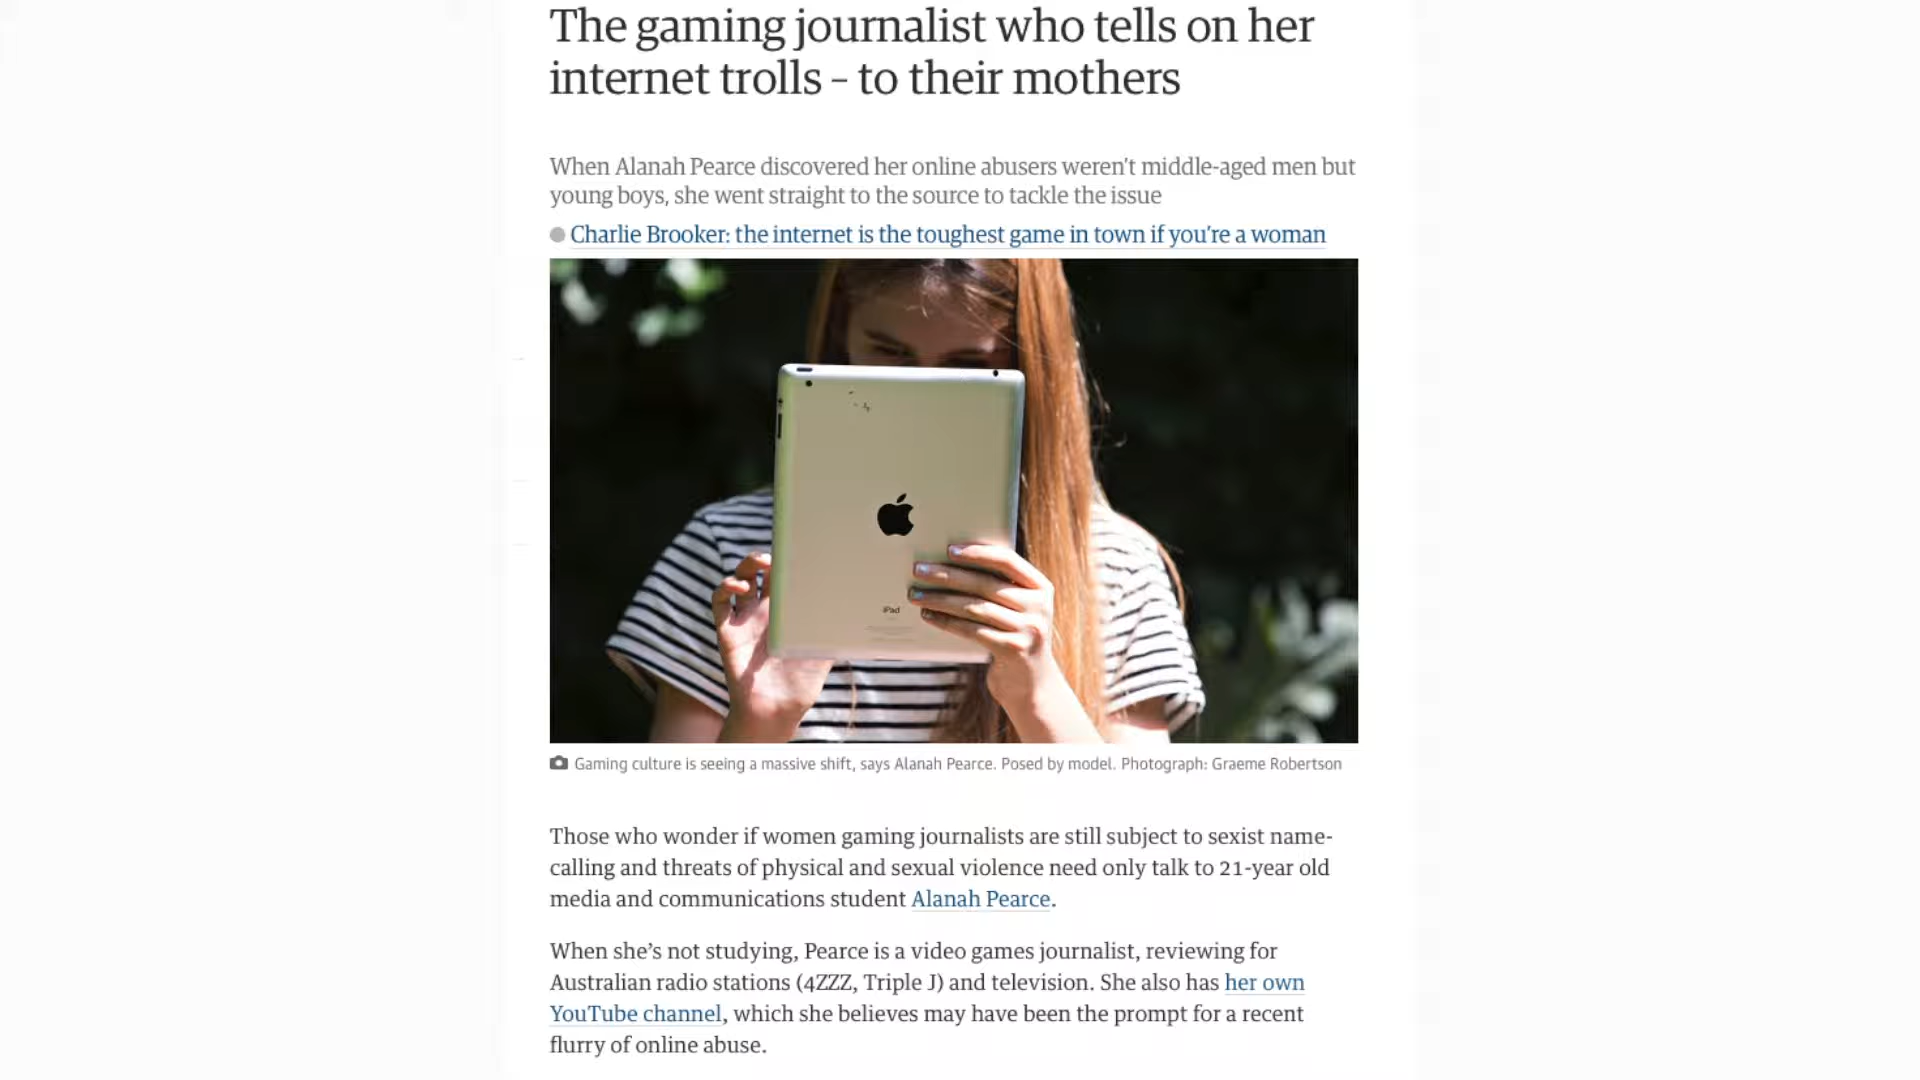 The gaming journalist who tells on her
internet trolls – to their mothers
When Alanah Pearce discovered her online abusers weren’t middle-aged men but
young boys, she went straight to the source to tackle the issue
Charlie Brooker: the internet is the toughest game in town if you’re a woman
iPad
Gaming culture is seeing a massive shift, says Alanah Pearce. Posed by model. Photograph: Graeme Robertson
Those who wonder if women gaming journalists are still subject to sexist name-
calling and threats of physical and sexual violence need only talk to 21-year old
media and communications student Alanah Pearce.
When she’s not studying, Pearce is a video games journalist, reviewing for
Australian radio stations (4ZZZ, Triple J) and television. She also has her own
YouTube channel, which she believes may have been the prompt for a recent
flurry of online abuse.